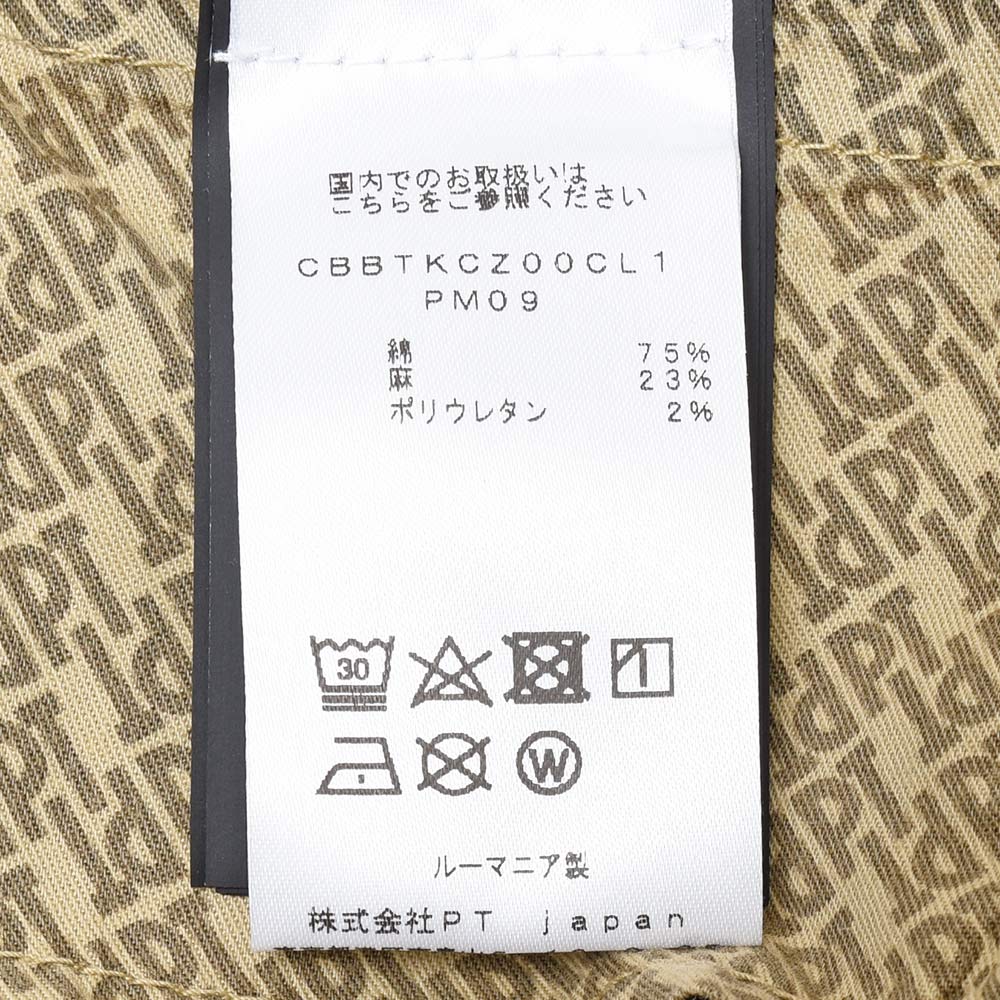 国内でのお取扱いは
こちらをご参照ください
CBBTKCZ00CL1
PM09
綿 75%
麻 23%
ポリウレタン 2%
30
W
ルーマニア製
株式会社PT japan